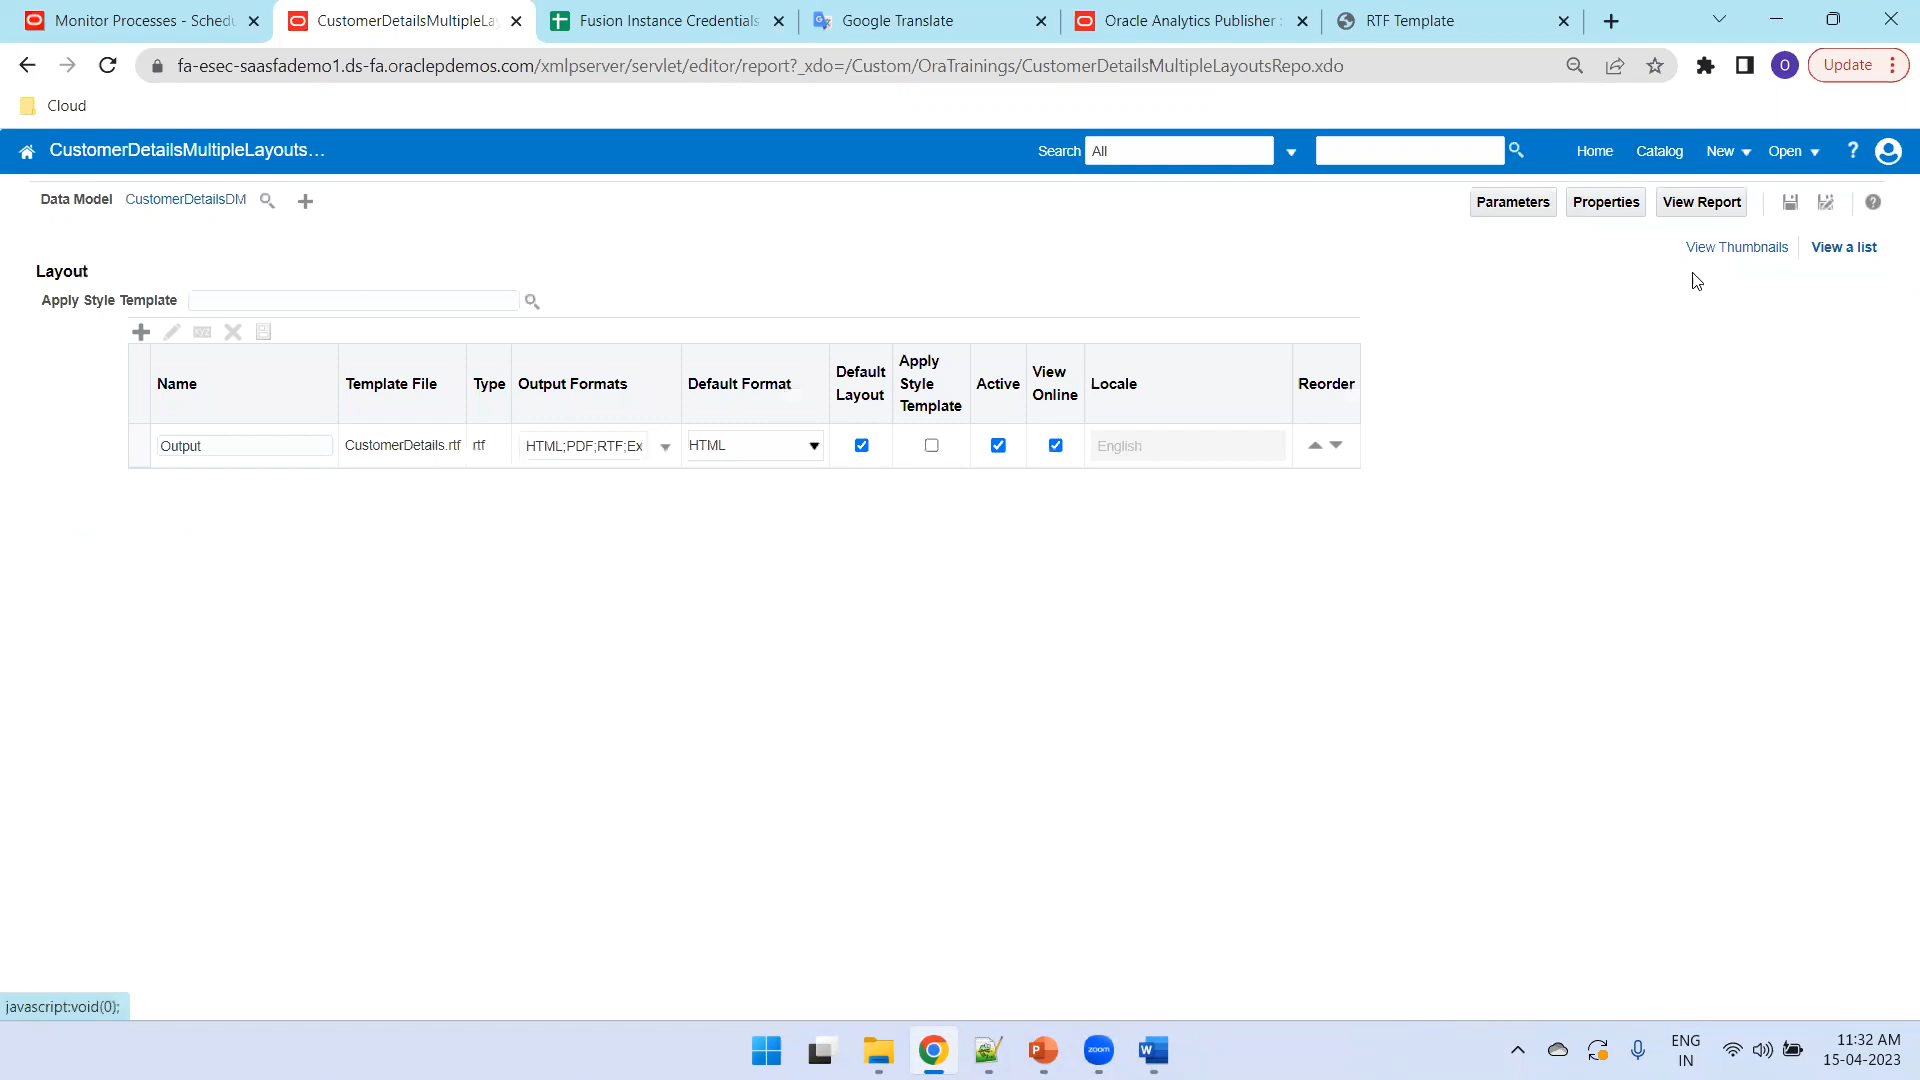 Monitor Processes - Schedu
CustomerDetailsMultipleLay
Fusion Instance Credentials
Google Translate
Oracle Analytics Publisher :
RTF Template
fa-esec-saasfademo1.ds-fa.oraclepdemos.com/xmlpserver/servlet/editor/report?_xdo=/Custom/OraTrainings/CustomerDetailsMultipleLayoutsRepo.xdo
O
Update
Cloud
CustomerDetailsMultipleLayouts...
Search All
Home Catalog New Open ?
Data Model CustomerDetailsDM
Parameters Properties View Report
View Thumbnails View a list
Layout
Apply Style Template
XYZ
Name Template File Type Output Formats Default Format Default Layout Apply Style Template Active View Online Locale Reorder
Output CustomerDetails.rtf rtf HTML;PDF;RTF;Ex HTML English
javascript:void(0);
zoom
ENG
IN
11:32 AM
15-04-2023